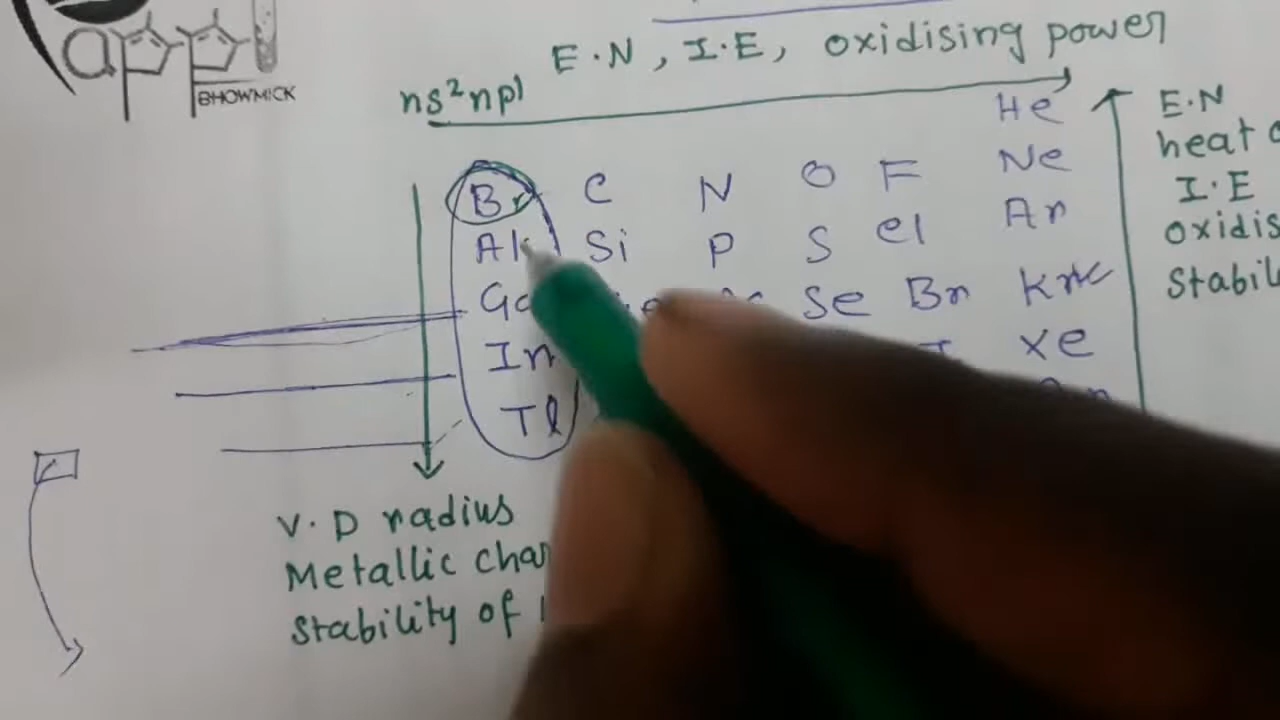 BHOWMICK
E.N, I.E, oxidising power
ns²np¹
He
Br C N O F Ne
Al Si P S Cl Ar
Ga Se Br Kr
In I Xe
Tl
E.N
heat
I.E
oxidis
Stabil
V.D radius
Metallic char
Stability of